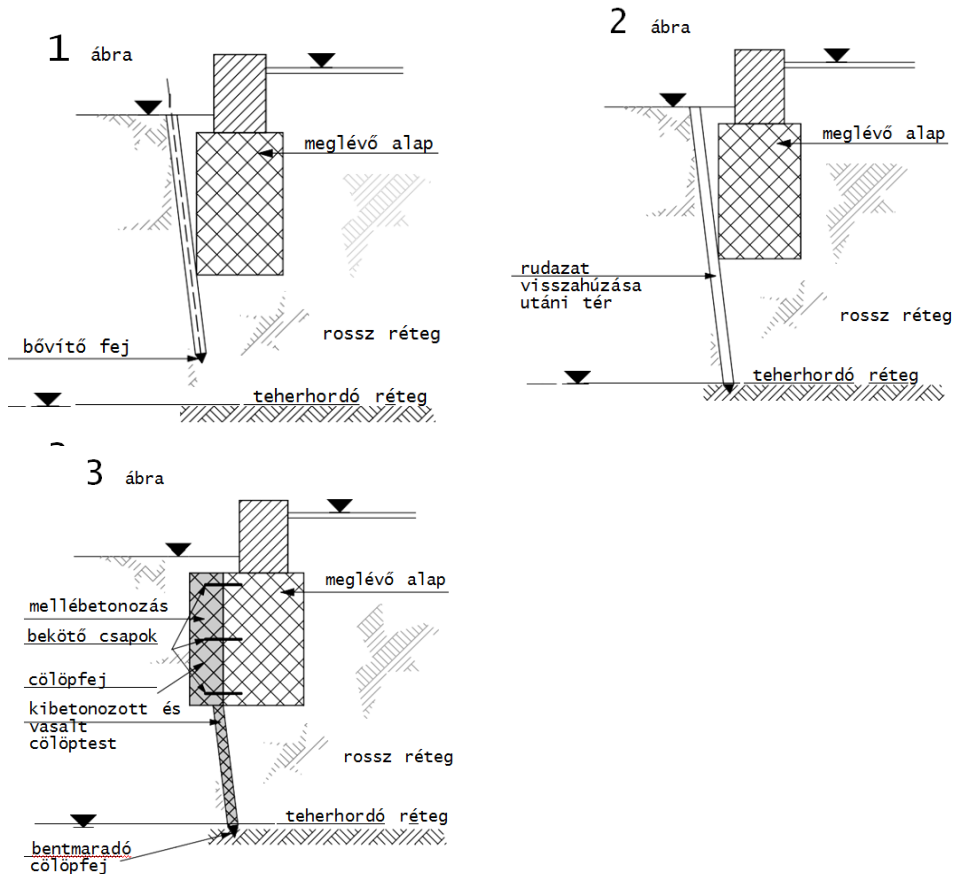 1 ábra
meglévő alap
rossz réteg
bővítő fej
teherhordó réteg
2 ábra
meglévő alap
rudazat
visszahúzása
utáni tér
rossz réteg
teherhordó réteg
3 ábra
meglévő alap
mellébetonozás
bekötő csapok
cölöpfej
kibetonozott és
vasalt
cölöptest
rossz réteg
teherhordó réteg
bentmaradó
cölöpfej